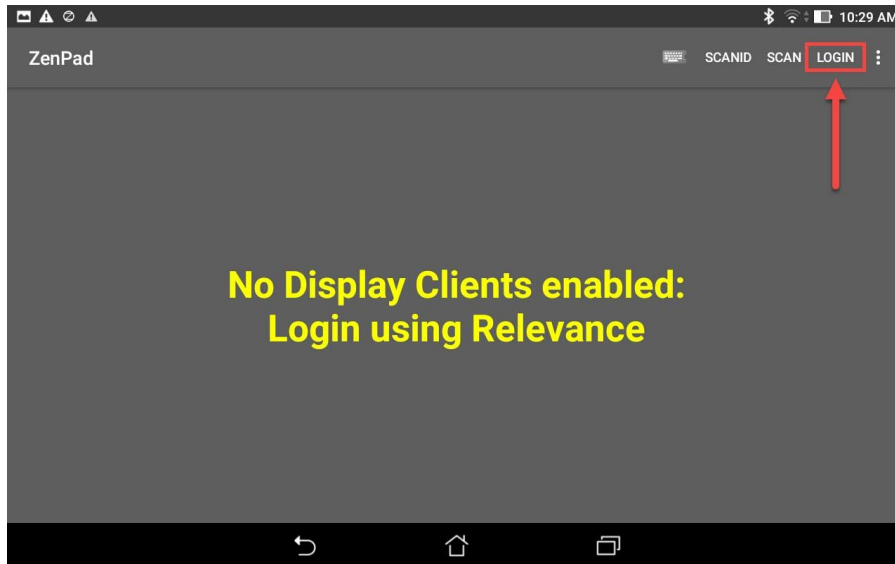 10:29 AM
ZenPad
SCANID SCAN LOGIN
No Display Clients enabled:
Login using Relevance